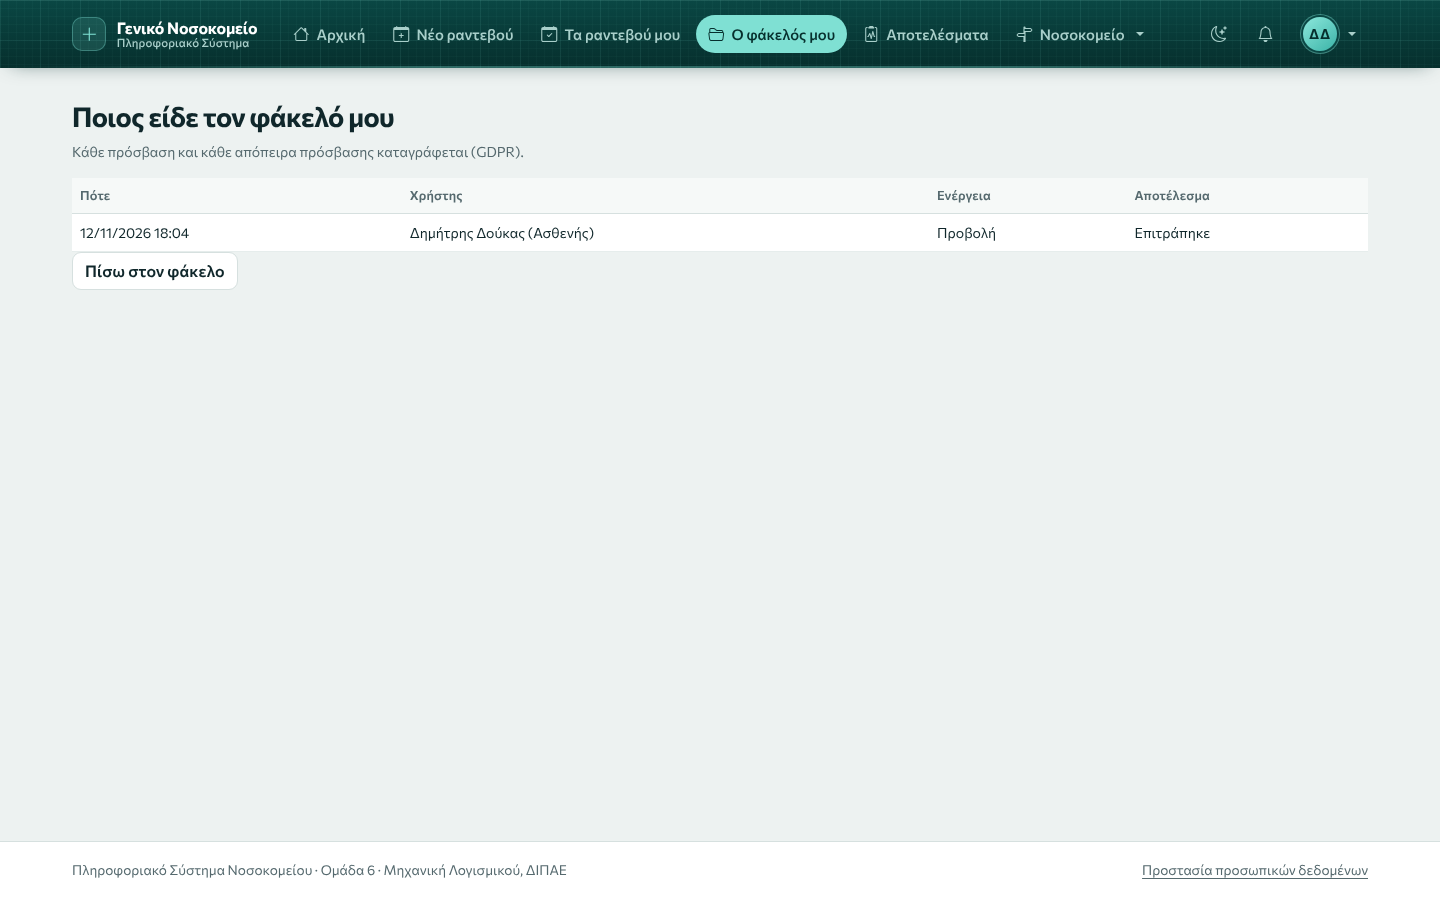 Γενικό Νοσοκομείο
Πληροφοριακό Σύστημα
Αρχική
Νέο ραντεβού
Τα ραντεβού μου
Ο φάκελός μου
Αποτελέσματα
Νοσοκομείο
ΔΔ
Ποιος είδε τον φάκελό μου
Κάθε πρόσβαση και κάθε απόπειρα πρόσβασης καταγράφεται (GDPR).
Πότε Χρήστης Ενέργεια Αποτέλεσμα
12/11/2026 18:04 Δημήτρης Δούκας (Ασθενής) Προβολή Επιτράπηκε
Πίσω στον φάκελο
Πληροφοριακό Σύστημα Νοσοκομείου · Ομάδα 6 · Μηχανική Λογισμικού, ΔΙΠΑΕ
Προστασία προσωπικών δεδομένων